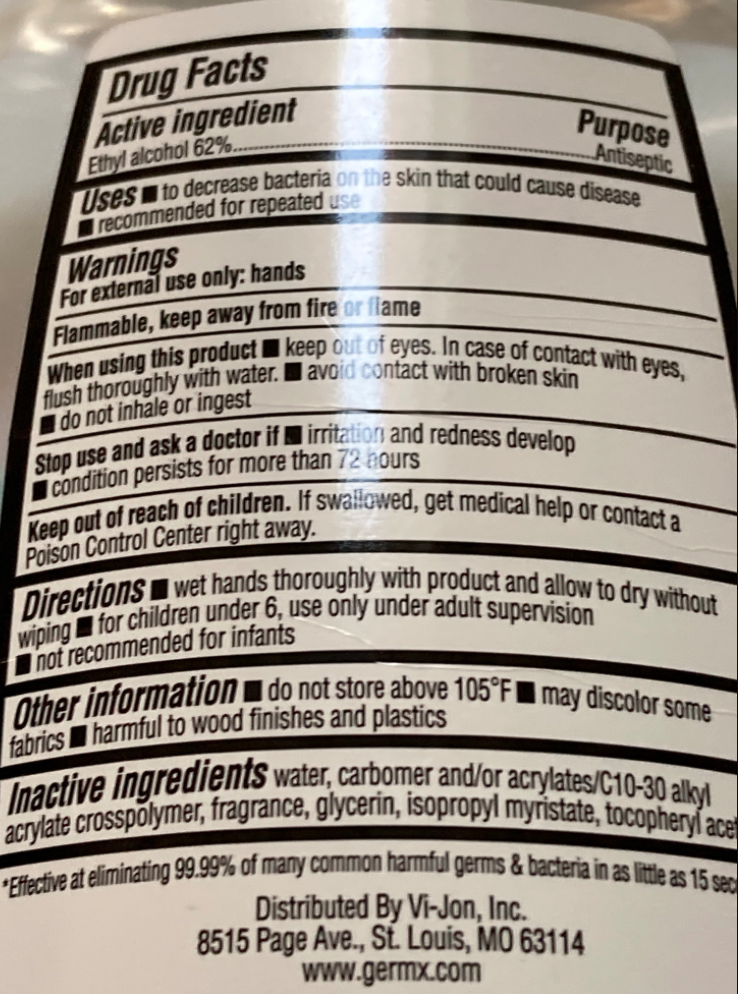 Drug Facts
Active ingredient Purpose
Ethyl alcohol 62%..........................................................Antiseptic
Uses ■ to decrease bacteria on the skin that could cause disease
■ recommended for repeated use
Warnings
For external use only: hands
Flammable, keep away from fire or flame
When using this product ■ keep out of eyes. In case of contact with eyes,
flush thoroughly with water. ■ avoid contact with broken skin
■ do not inhale or ingest
Stop use and ask a doctor if ■ irritation and redness develop
■ condition persists for more than 72 hours
Keep out of reach of children. If swallowed, get medical help or contact a
Poison Control Center right away.
Directions ■ wet hands thoroughly with product and allow to dry without
wiping ■ for children under 6, use only under adult supervision
■ not recommended for infants
Other information ■ do not store above 105°F ■ may discolor some
fabrics ■ harmful to wood finishes and plastics
Inactive ingredients water, carbomer and/or acrylates/C10-30 alkyl
acrylate crosspolymer, fragrance, glycerin, isopropyl myristate, tocopheryl
*Effective at eliminating 99.99% of many common harmful germs & bacteria in as little as 15
Distributed By Vi-Jon, Inc.
8515 Page Ave., St. Louis, MO 63114
www.germx.com